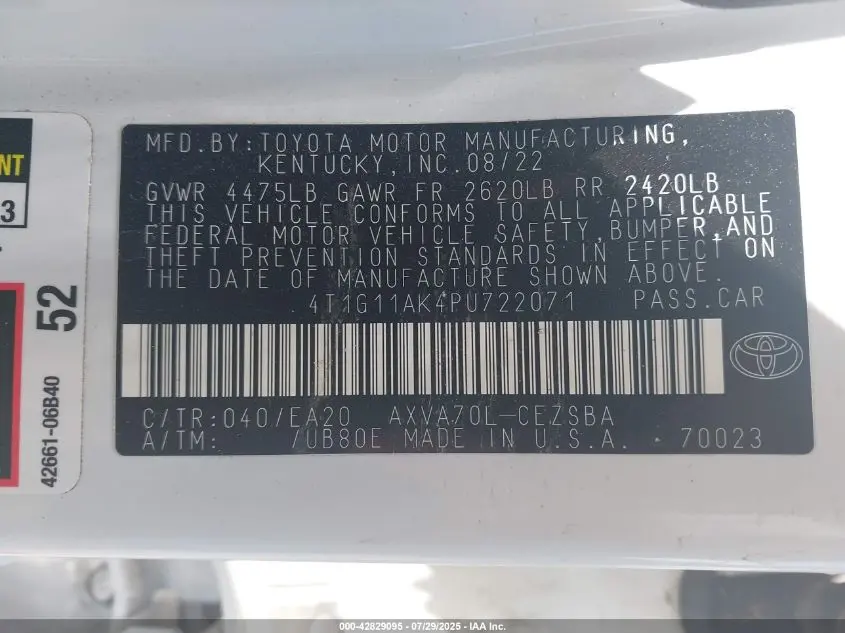 NT
3
52
42661-06B40
MFD.BY:TOYOTA MOTOR MANUFACTURING,
KENTUCKY,INC.08/22
GVWR 4475LB GAWR FR 2620LB RR 2420LB
THIS VEHICLE CONFORMS TO ALL APPLICABLE
FEDERAL MOTOR VEHICLE SAFETY,BUMPER,AND
THEFT PREVENTION STANDARDS IN EFFECT ON
THE DATE OF MANUFACTURE SHOWN ABOVE.
4T1G11AK4PU722071 PASS.CAR
C/TR:040/EA20 AXVA70L-CEZSBA
A/TM: /UB80E MADE IN U.S.A. 70023
000-42829095 - 07/29/2025 - IAA Inc.